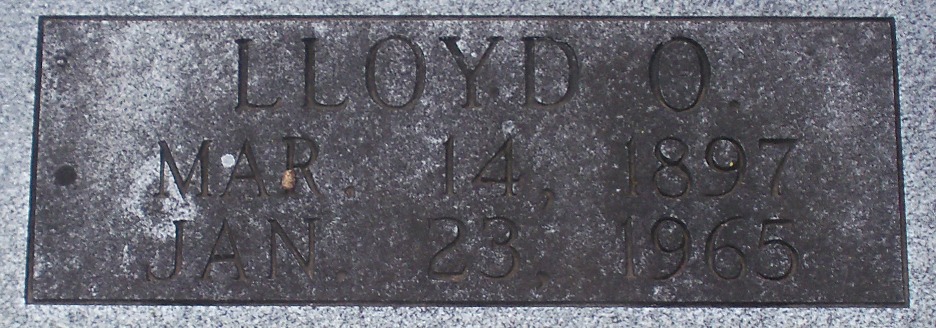 LLOYD O.
MAR. 14, 1897
JAN. 23, 1965